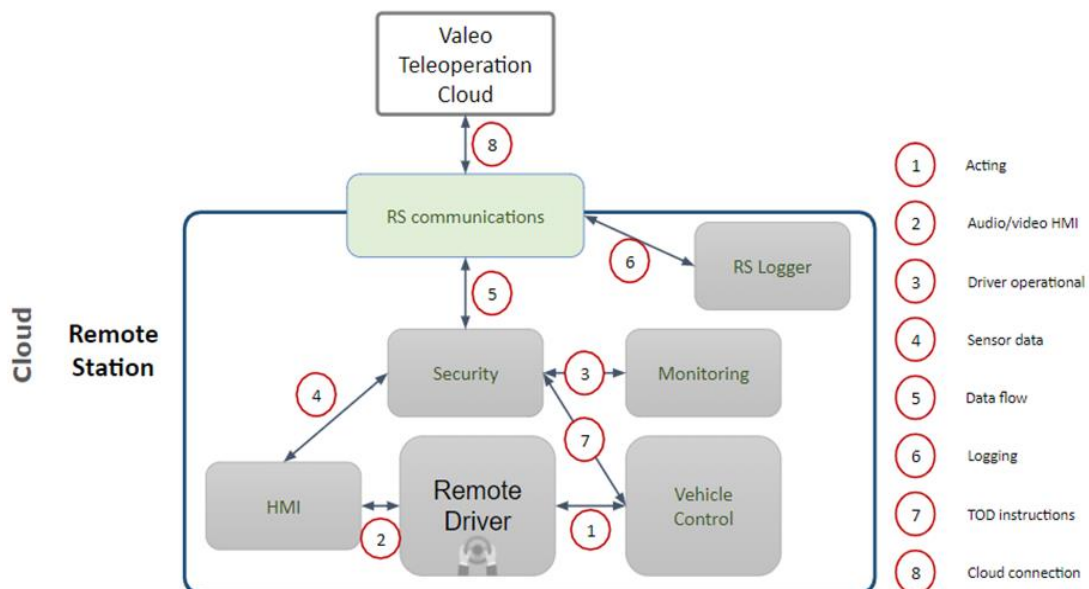 Valeo
Teleoperation
Cloud
8
RS communications
6
RS Logger
5
Cloud
Remote
Station
Security
3
Monitoring
4
7
HMI
2
Remote
Driver
1
Vehicle
Control
1 Acting
2 Audio/video HMI
3 Driver operational
4 Sensor data
5 Data flow
6 Logging
7 TOD instructions
8 Cloud connection